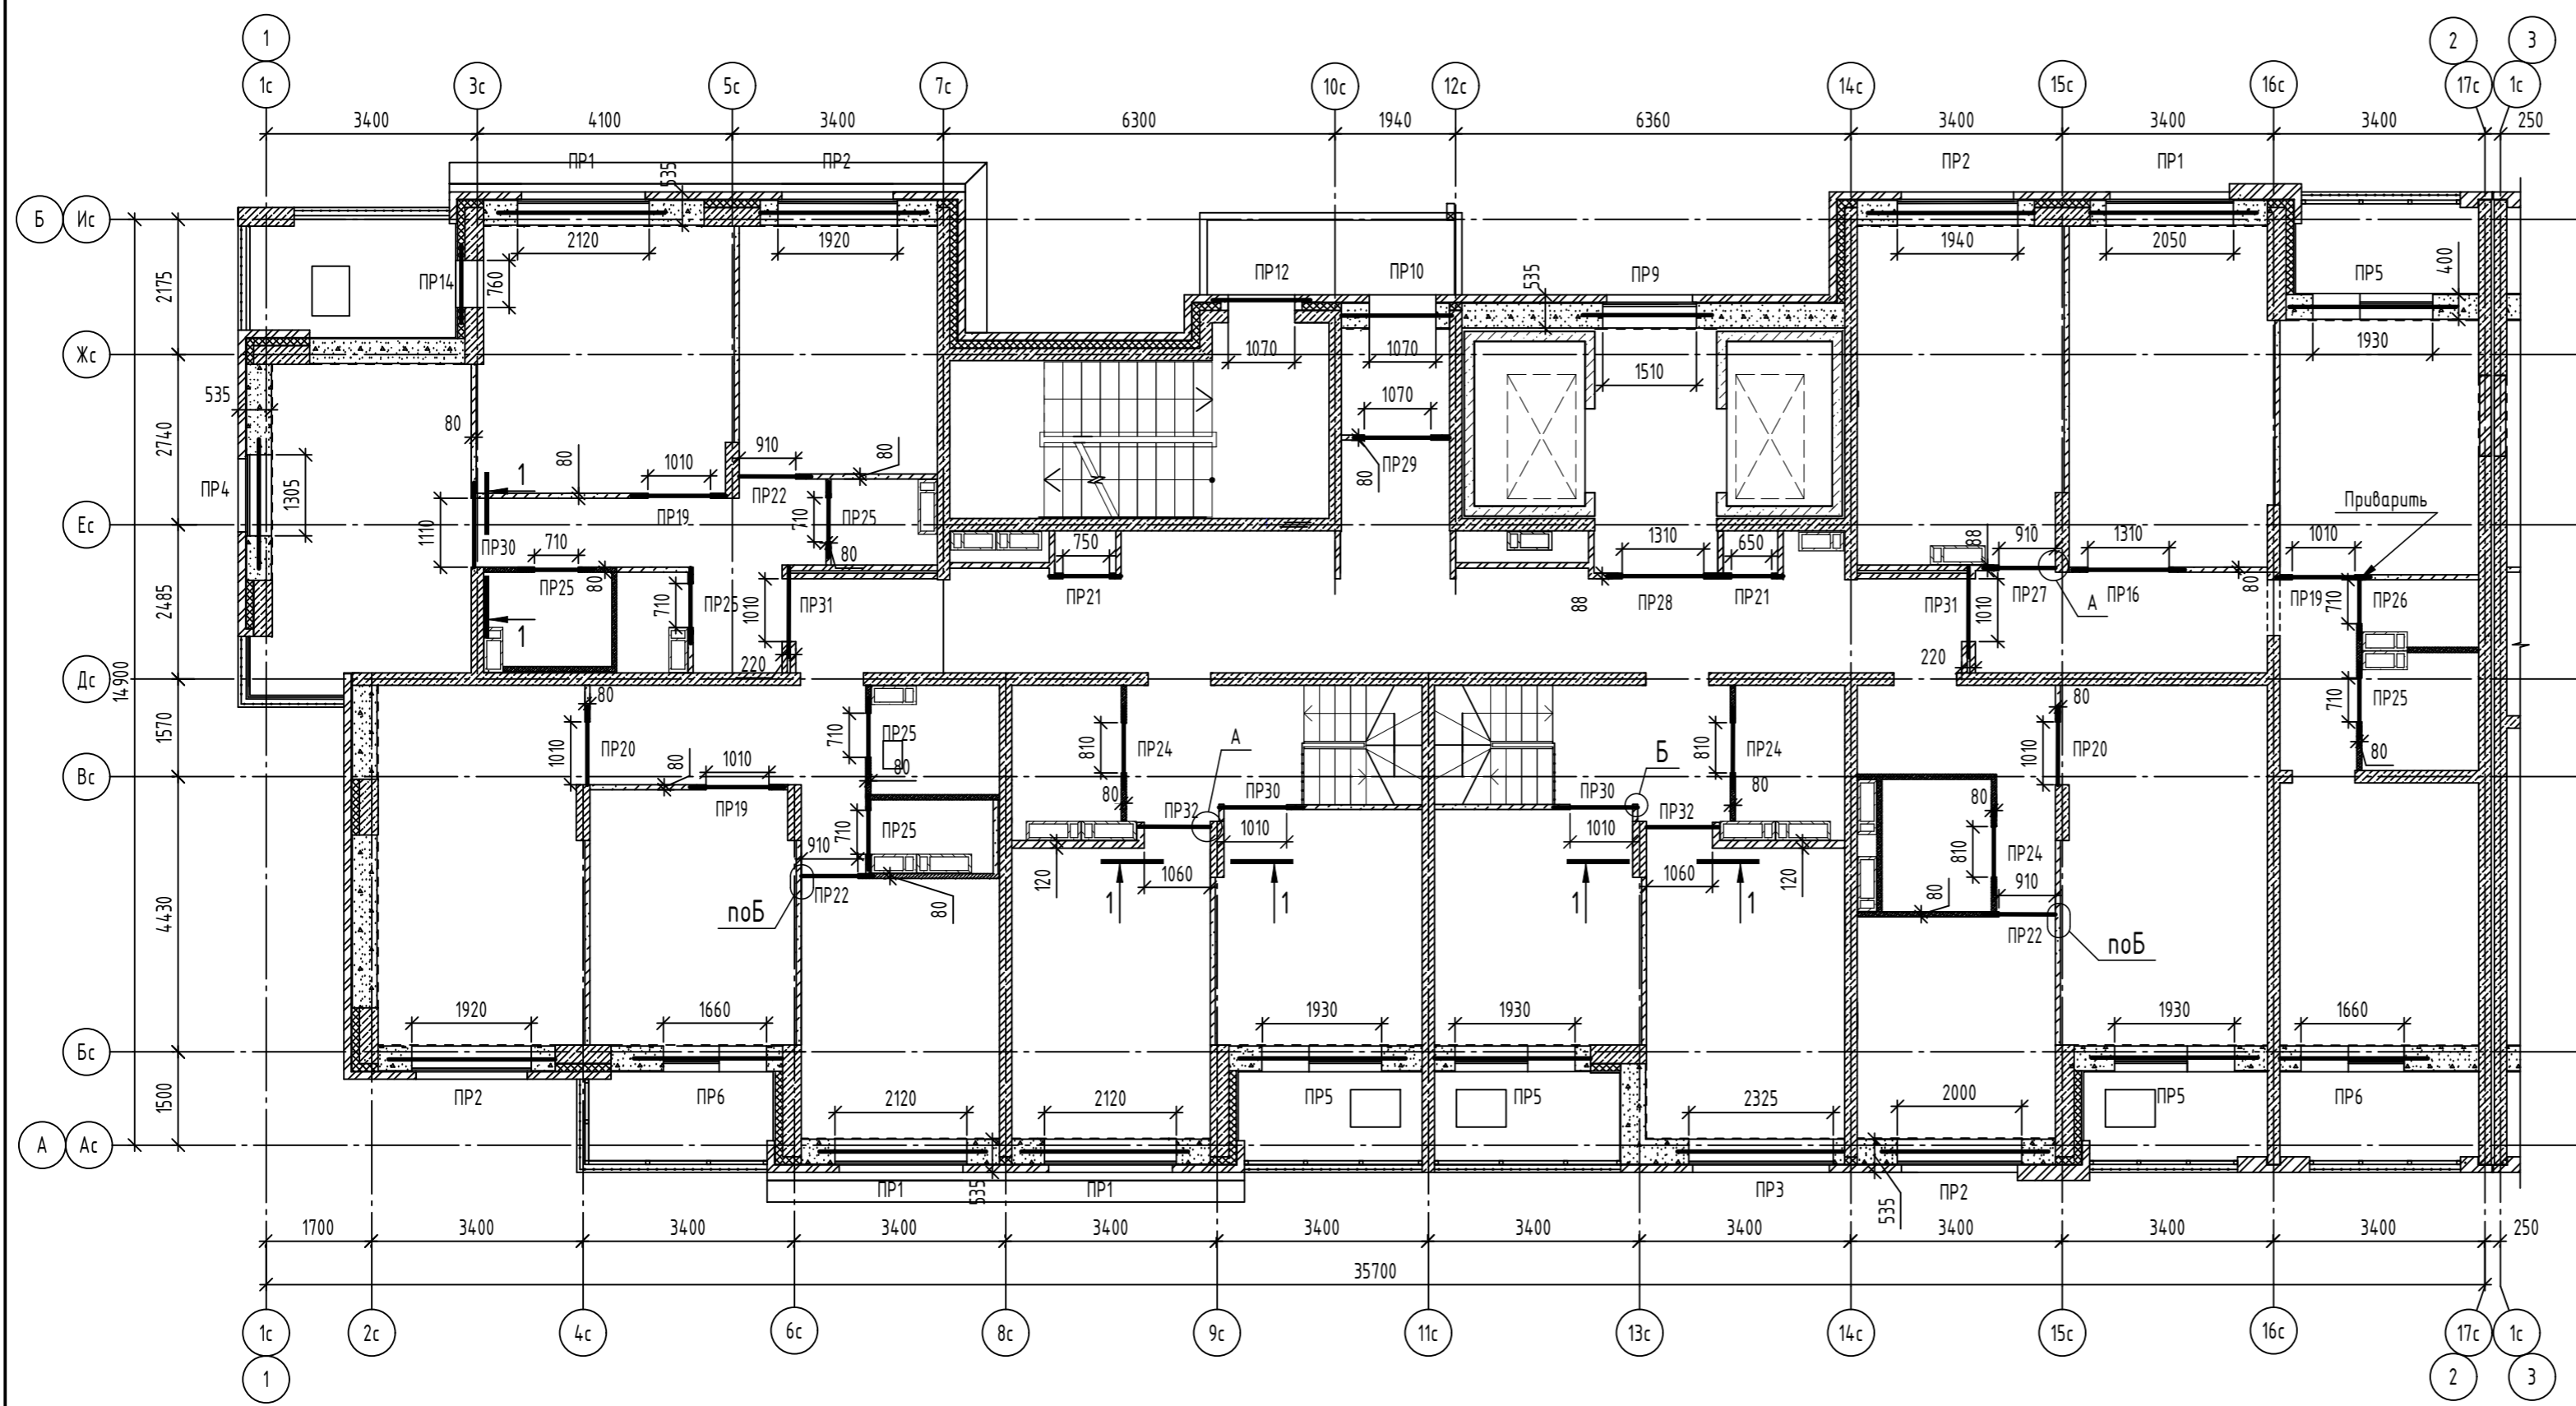 1 2 3
1с 3с 5с 7с 10с 12с 14с 15с 16с 17с 1с
3400 4100 3400 6300 1940 6360 3400 3400 3400 250
ПР1 535 ПР2 ПР2 ПР1
Б Ис
2120 1920 1940 2050
2175 ПР14 760 ПР12 ПР10 535 ПР9 ПР5 400
Жс
1070 1070 1510 1930
535 80 2740 910 80 1070
80 1010 ПР29 80
ПР4 1305 1 ПР22 Приварить
Ес
1110 ПР19 710 ПР25
ПР30 710 80 750 1310 650 88 910 1310 1010
ПР25 80 710 ПР25 1010 ПР31 ПР21 88 ПР28 ПР21 ПР31 1010 ПР27 ПР16 80 ПР19 710 ПР26
2485 1 А
220 220
Дс
14900
80 80 710 ПР25
1570 1010 ПР20 80 1010 710 ПР25 80 810 ПР24 А Б 810 ПР24 1010 ПР20 80
Вс
ПР19 80 ПР32 ПР30 ПР30 ПР32 80 80
910 710 ПР25 1010 1010 810 ПР24
ПР22 120 1060 1060 120 910
поБ 80 1 1 1 1 80 ПР22 поБ
4430
1920 1660 1930 1930 1930 1660
Бс
1500 ПР2 ПР6 2120 2120 ПР5 ПР5 2325 2000 ПР5 ПР6
А Ас
ПР1 535 ПР1 ПР3 535 ПР2
1700 3400 3400 3400 3400 3400 3400 3400 3400 3400 3400 250
35700
1с 2с 4с 6с 8с 9с 11с 13с 14с 15с 16с 17с 1с
1 2 3